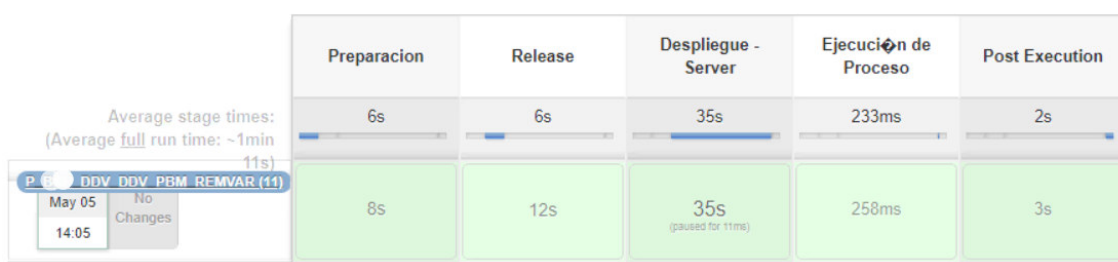 Preparacion
Release
Despliegue -
Server
Ejecuci�n de
Proceso
Post Execution
Average stage times:
(Average full run time: ~1min
11s)
6s
6s
35s
233ms
2s
DDV_DDV_PBM_REMVAR (11)
May 05
14:05
No
Changes
8s
12s
35s
(paused for 11ms)
258ms
3s